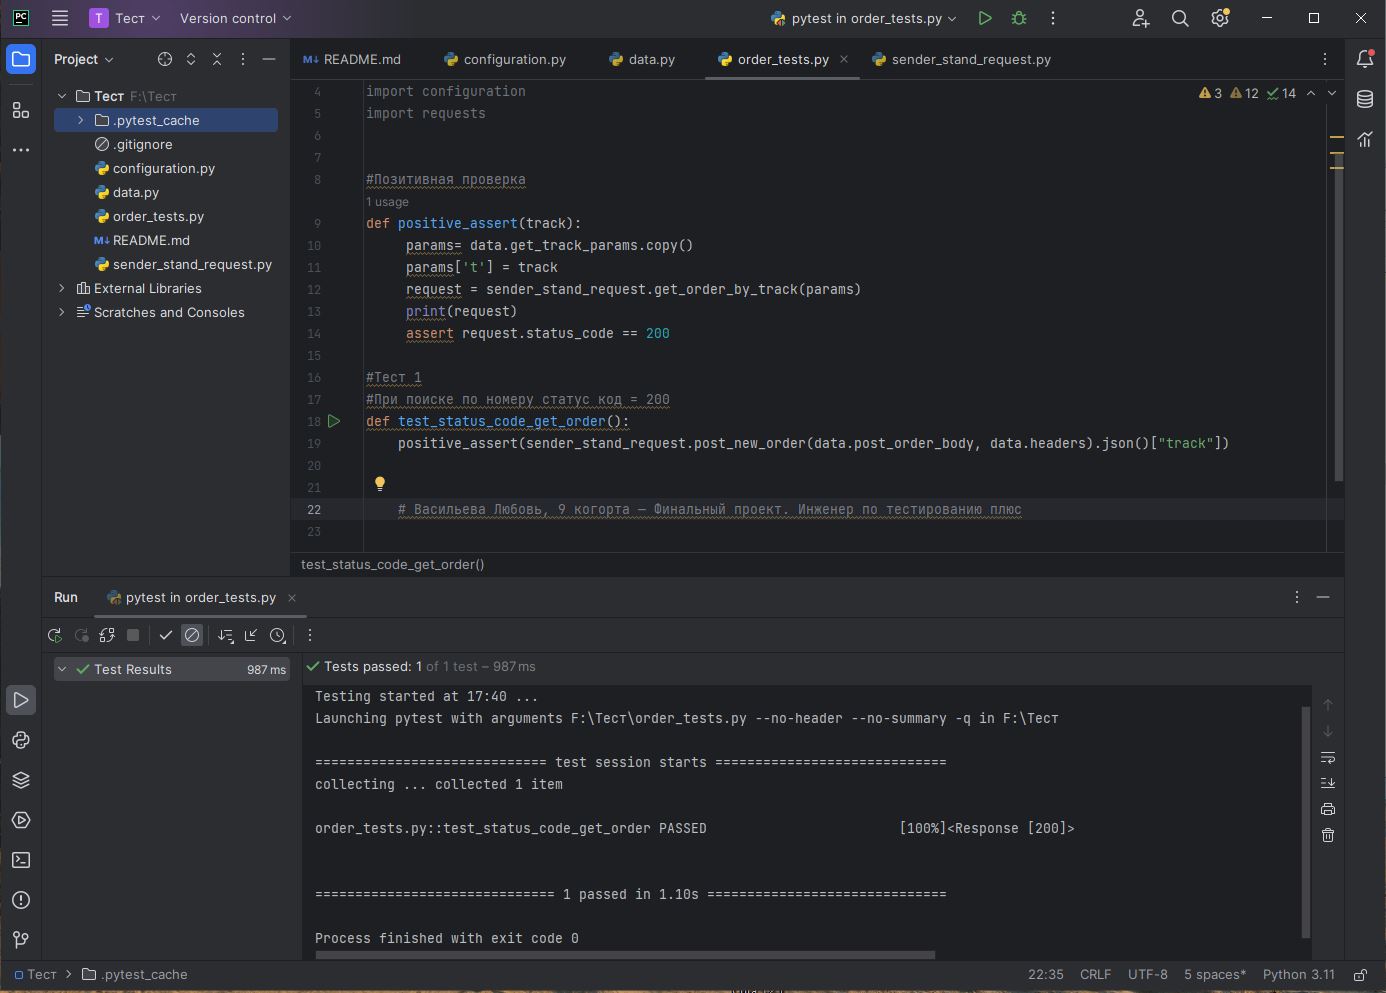 PC
T Тест Version control pytest in order_tests.py
Project README.md configuration.py data.py order_tests.py sender_stand_request.py
Тест F:\Тест
.pytest_cache
.gitignore
configuration.py
data.py
order_tests.py
M↓ README.md
sender_stand_request.py
External Libraries
Scratches and Consoles
3 12 14
4 import configuration
5 import requests
6
7
8 #Позитивная проверка
1 usage
9 def positive_assert(track):
10 params= data.get_track_params.copy()
11 params['t'] = track
12 request = sender_stand_request.get_order_by_track(params)
13 print(request)
14 assert request.status_code == 200
15
16 #Тест 1
17 #При поиске по номеру статус код = 200
18 def test_status_code_get_order():
19 positive_assert(sender_stand_request.post_new_order(data.post_order_body, data.headers).json()["track"])
20
21
22 # Васильева Любовь, 9 когорта — Финальный проект. Инженер по тестированию плюс
23
test_status_code_get_order()
Run pytest in order_tests.py
Test Results 987 ms
Tests passed: 1 of 1 test – 987 ms
Testing started at 17:40 ...
Launching pytest with arguments F:\Тест\order_tests.py --no-header --no-summary -q in F:\Тест
============================= test session starts =============================
collecting ... collected 1 item
order_tests.py::test_status_code_get_order PASSED [100%]<Response [200]>
============================== 1 passed in 1.10s ==============================
Process finished with exit code 0
Тест .pytest_cache 22:35 CRLF UTF-8 5 spaces* Python 3.11